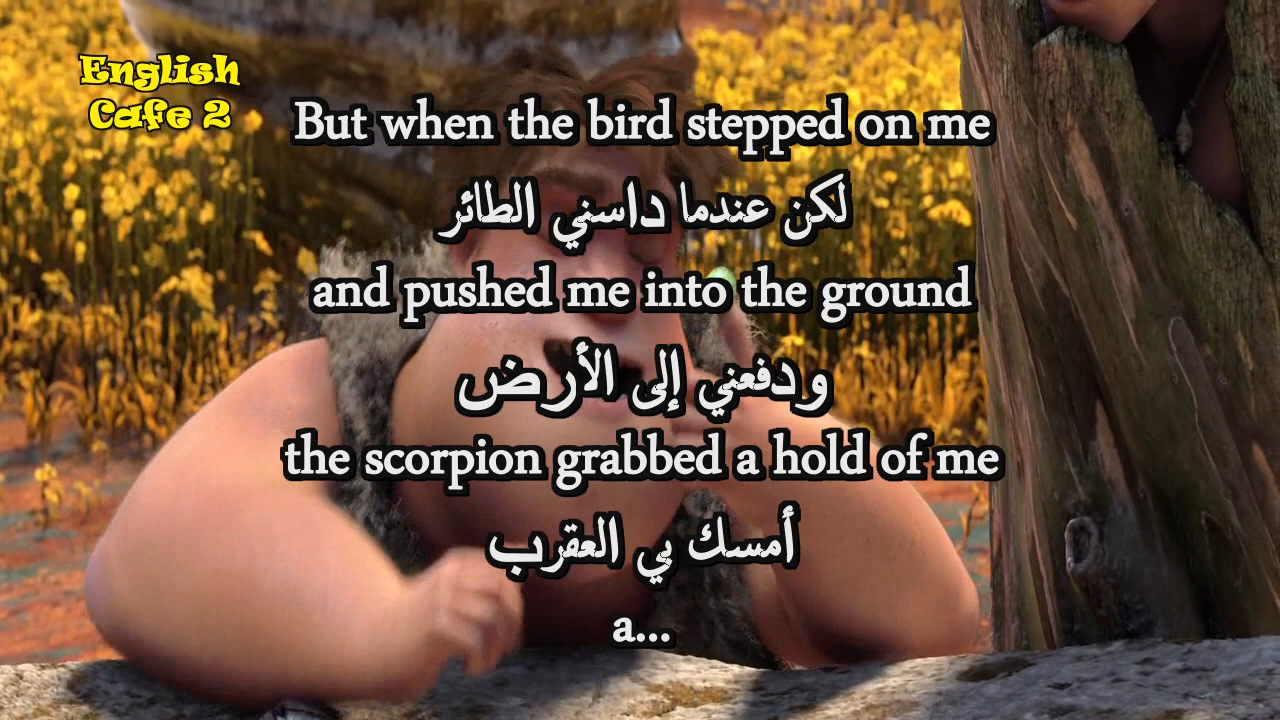 English
Cafe 2
But when the bird stepped on me
لكن عندما داسني الطائر
and pushed me into the ground
ودفعني إلى الأرض
the scorpion grabbed a hold of me
أمسك بي العقرب
a...